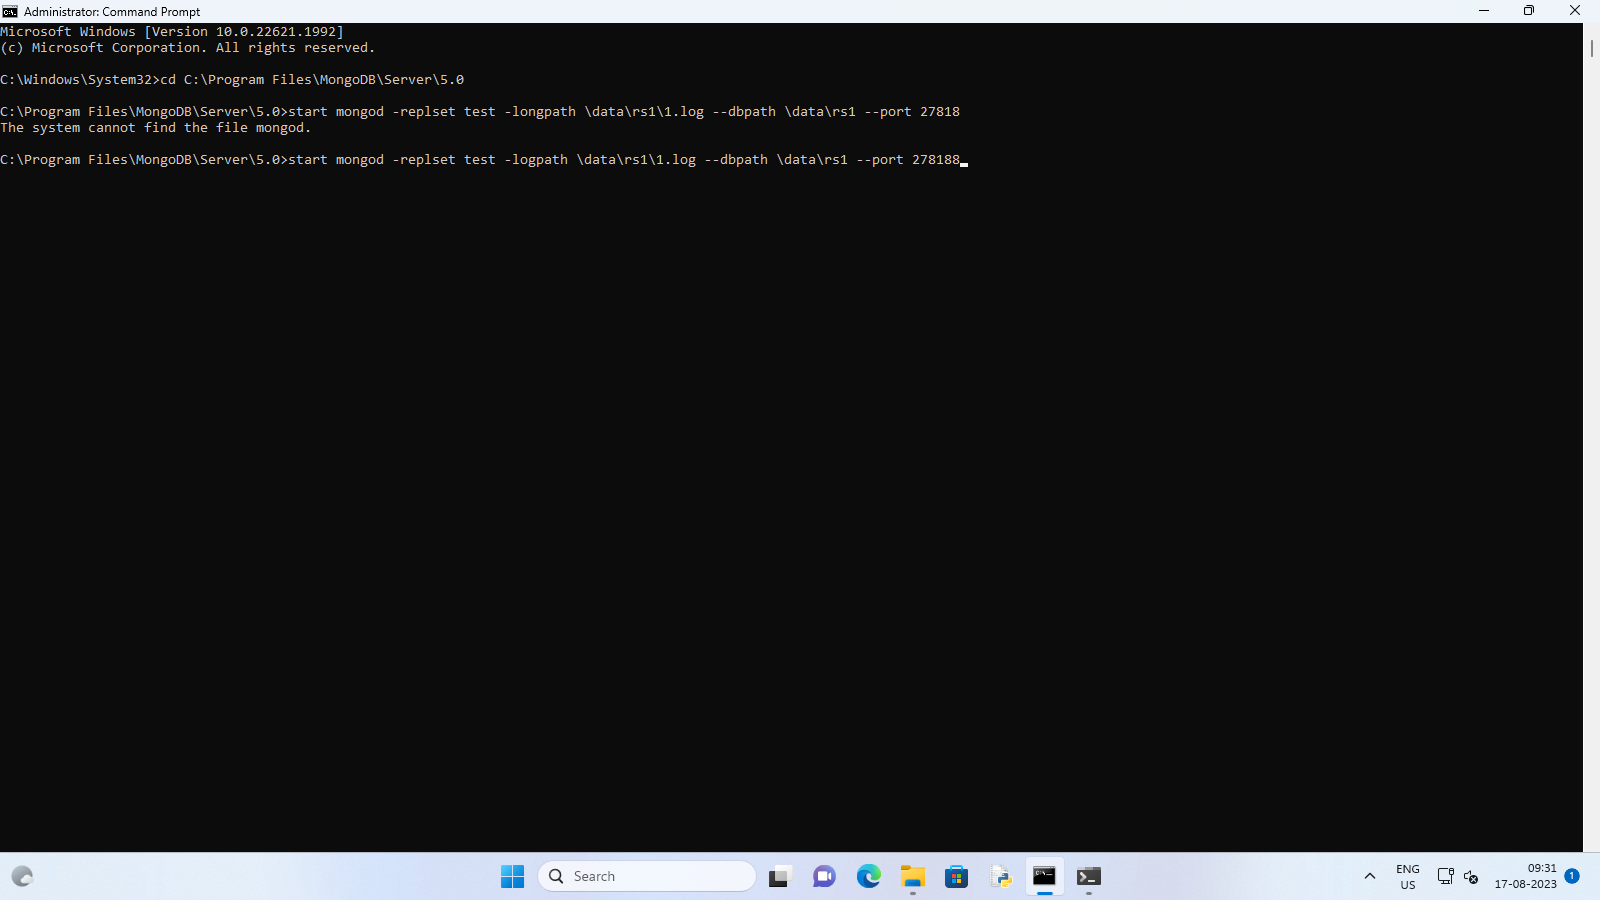 Administrator: Command Prompt
Microsoft Windows [Version 10.0.22621.1992]
(c) Microsoft Corporation. All rights reserved.
C:\Windows\System32>cd C:\Program Files\MongoDB\Server\5.0
C:\Program Files\MongoDB\Server\5.0>start mongod -replset test -longpath \data\rs1\1.log --dbpath \data\rs1 --port 27818
The system cannot find the file mongod.
C:\Program Files\MongoDB\Server\5.0>start mongod -replset test -logpath \data\rs1\1.log --dbpath \data\rs1 --port 278188
Search
ENG
US
09:31
17-08-2023
1